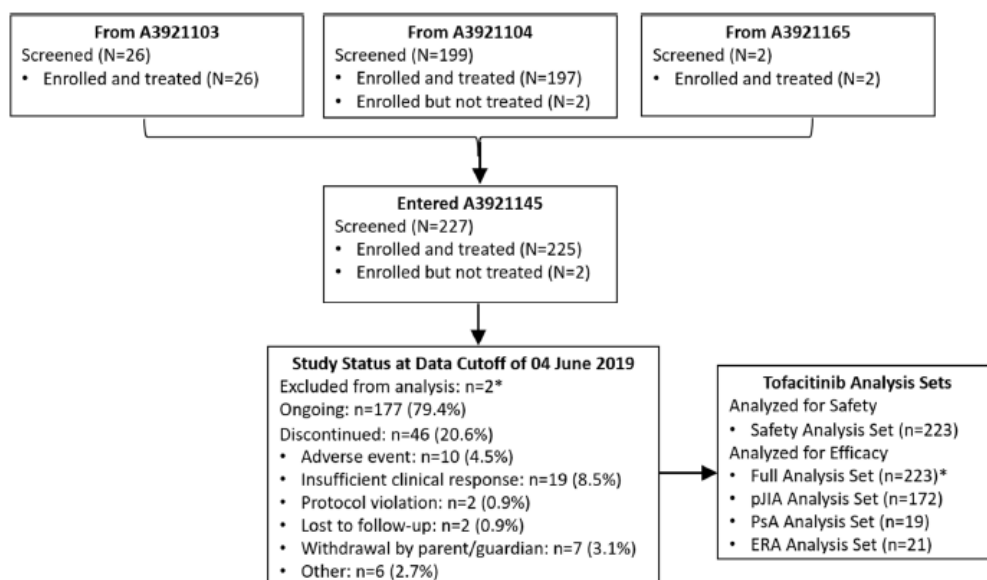 From A3921103
Screened (N=26)
• Enrolled and treated (N=26)
From A3921104
Screened (N=199)
• Enrolled and treated (N=197)
• Enrolled but not treated (N=2)
From A3921165
Screened (N=2)
• Enrolled and treated (N=2)
Entered A3921145
Screened (N=227)
• Enrolled and treated (N=225)
• Enrolled but not treated (N=2)
Study Status at Data Cutoff of 04 June 2019
Excluded from analysis: n=2*
Ongoing: n=177 (79.4%)
Discontinued: n=46 (20.6%)
• Adverse event: n=10 (4.5%)
• Insufficient clinical response: n=19 (8.5%)
• Protocol violation: n=2 (0.9%)
• Lost to follow-up: n=2 (0.9%)
• Withdrawal by parent/guardian: n=7 (3.1%)
• Other: n=6 (2.7%)
Tofacitinib Analysis Sets
Analyzed for Safety
• Safety Analysis Set (n=223)
Analyzed for Efficacy
• Full Analysis Set (n=223)*
• pJIA Analysis Set (n=172)
• PsA Analysis Set (n=19)
• ERA Analysis Set (n=21)